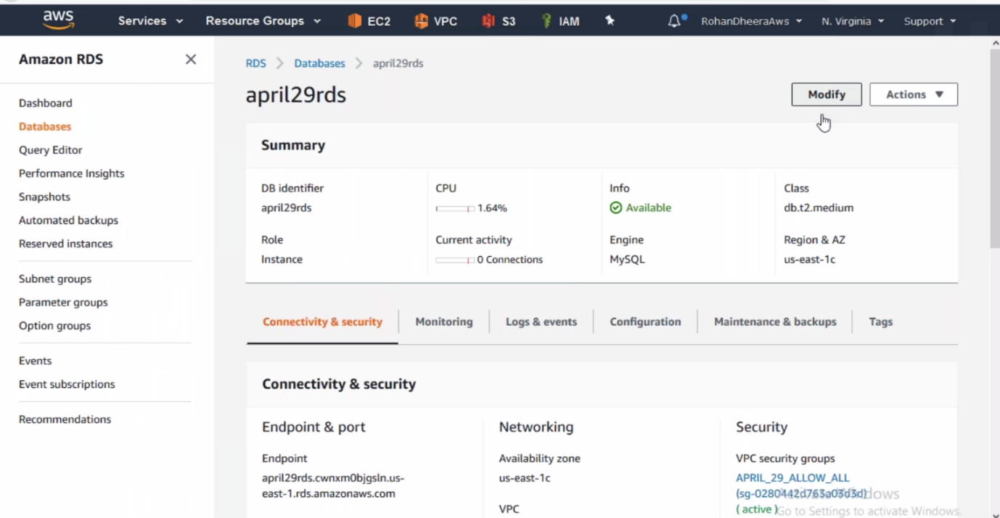 aws
Services
Resource Groups
EC2
VPC
S3
IAM
RohanDheeraAws
N. Virginia
Support
Amazon RDS
Dashboard
Databases
Query Editor
Performance Insights
Snapshots
Automated backups
Reserved instances
Subnet groups
Parameter groups
Option groups
Events
Event subscriptions
Recommendations
RDS
Databases
april29rds
april29rds
Modify
Actions
Summary
DB identifier
april29rds
CPU
1.64%
Info
Available
Class
db.t2.medium
Role
Instance
Current activity
0 Connections
Engine
MySQL
Region & AZ
us-east-1c
Connectivity & security
Monitoring
Logs & events
Configuration
Maintenance & backups
Tags
Connectivity & security
Endpoint & port
Endpoint
april29rds.cwnxm0bjgsln.us-
east-1.rds.amazonaws.com
Networking
Availability zone
us-east-1c
VPC
Security
VPC security groups
APRIL_29_ALLOW_ALL
( active )
Activate Windows
Go to Settings to activate Windows.